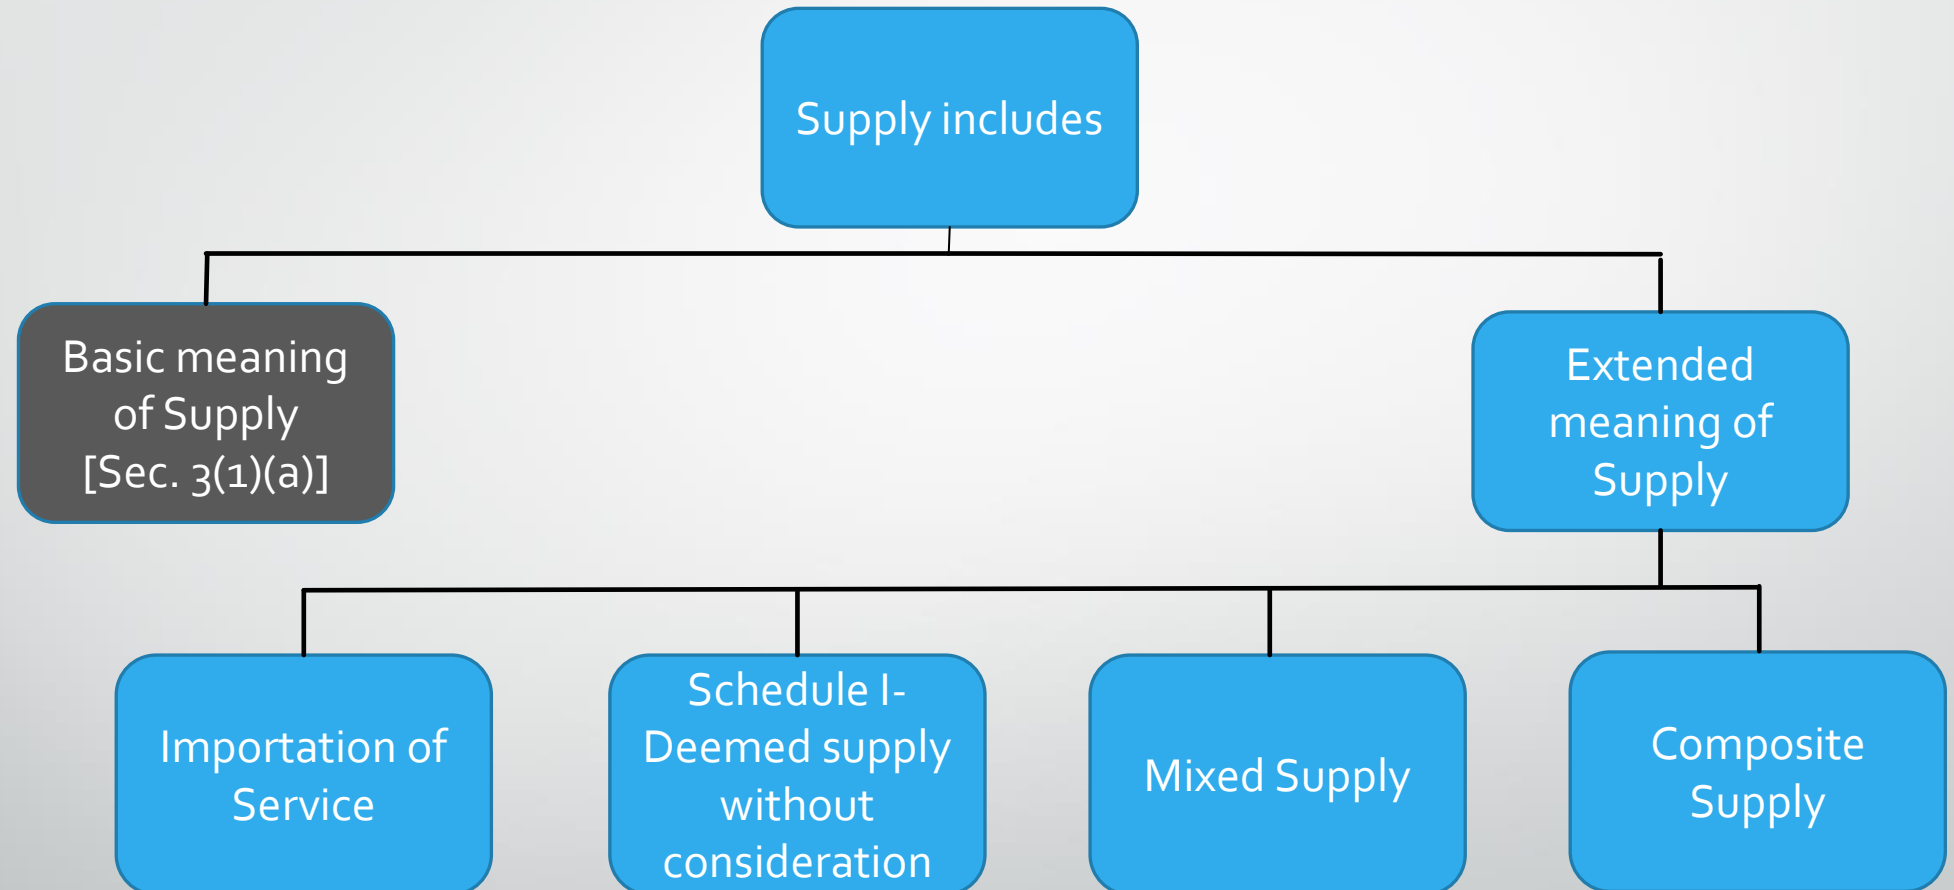 Supply includes
Basic meaning
of Supply
[Sec. 3(1)(a)]
Extended
meaning of
Supply
Importation of
Service
Schedule I-
Deemed supply
without
consideration
Mixed Supply
Composite
Supply